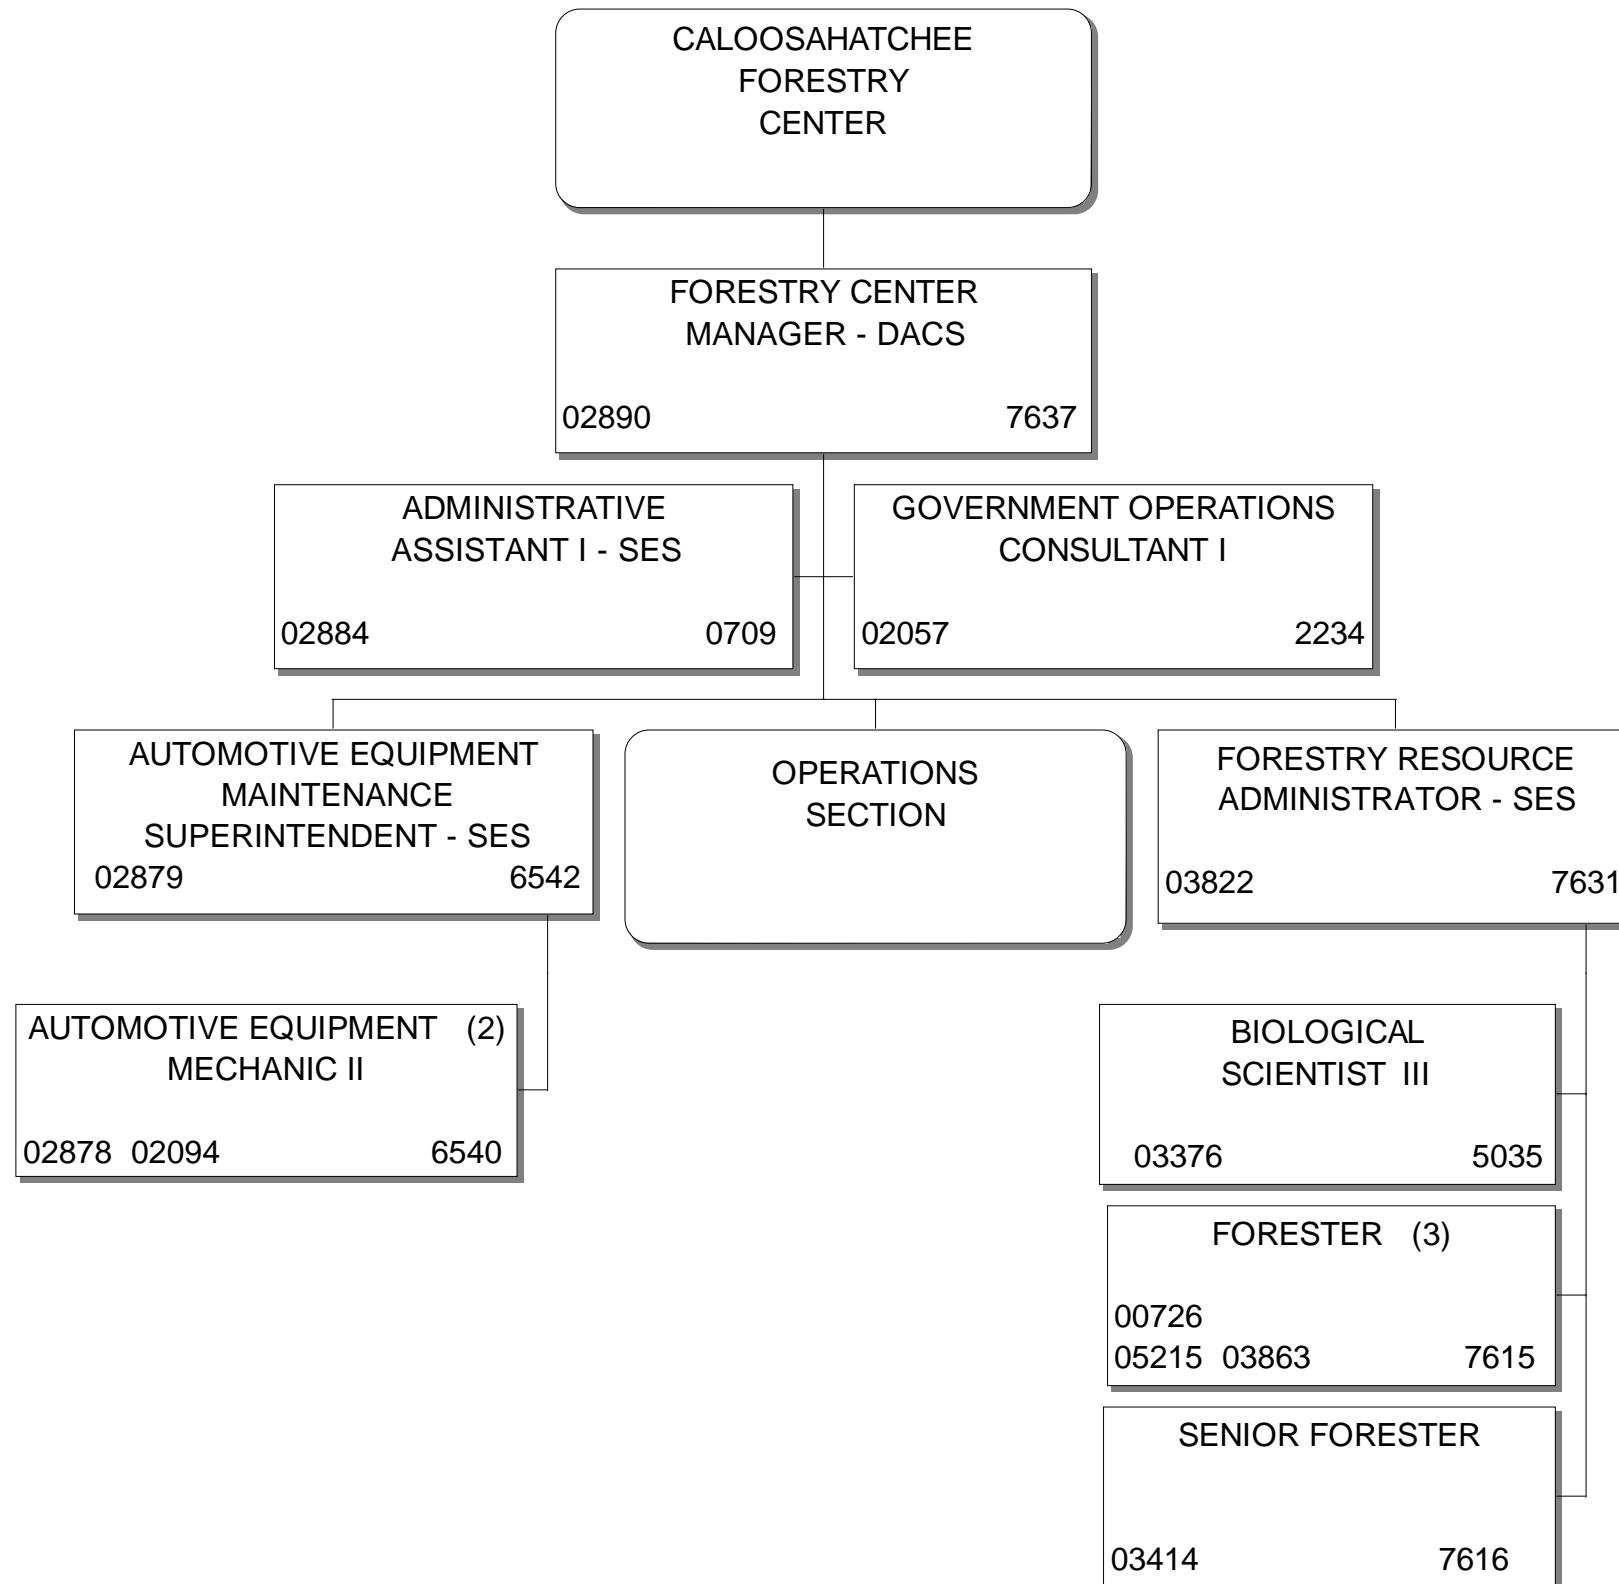 CALOOSAHATCHEE
FORESTRY
CENTER
FORESTRY CENTER
MANAGER - DACS
02890 7637
ADMINISTRATIVE
ASSISTANT I - SES
02884 0709
GOVERNMENT OPERATIONS
CONSULTANT I
02057 2234
AUTOMOTIVE EQUIPMENT
MAINTENANCE
SUPERINTENDENT - SES
02879 6542
OPERATIONS
SECTION
FORESTRY RESOURCE
ADMINISTRATOR - SES
03822 7631
AUTOMOTIVE EQUIPMENT (2)
MECHANIC II
02878 02094 6540
BIOLOGICAL
SCIENTIST III
03376 5035
FORESTER (3)
00726
05215 03863 7615
SENIOR FORESTER
03414 7616